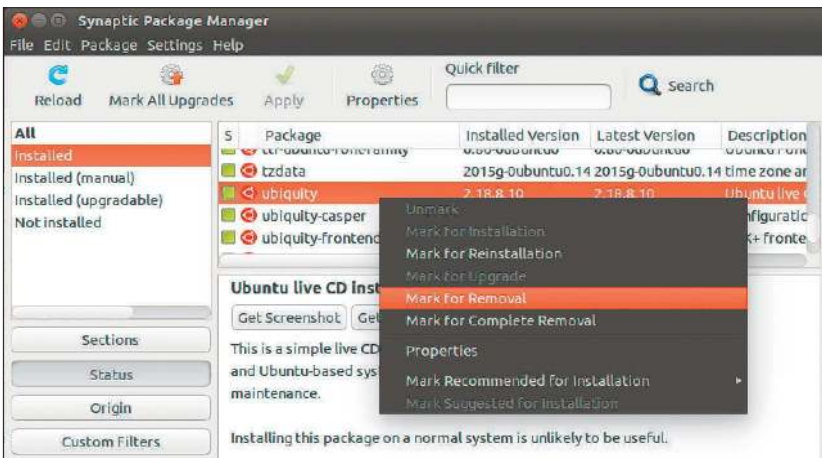 Synaptic Package Manager
File Edit Package Settings Help
Reload
Mark All Upgrades
Apply
Properties
Quick filter
Search
All
Installed
Installed (manual)
Installed (upgradable)
Not installed
S Package Installed Version Latest Version Description
tzdata 2015g-0ubuntu0.14 2015g-0ubuntu0.14 time zone ar
ubiquity 2.18.8.10 2.18.8.10 Ubuntu live
ubiquity-casper
ubiquity-frontend
Unmark
Mark for Installation
Mark for Reinstallation
Mark for Upgrade
Mark for Removal
Mark for Complete Removal
Properties
Mark Recommended for Installation
Mark Suggested for Installation
Ubuntu live CD inst
Get Screenshot Get
This is a simple live CD
and Ubuntu-based sys
maintenance.
Installing this package on a normal system is unlikely to be useful.
Sections
Status
Origin
Custom Filters